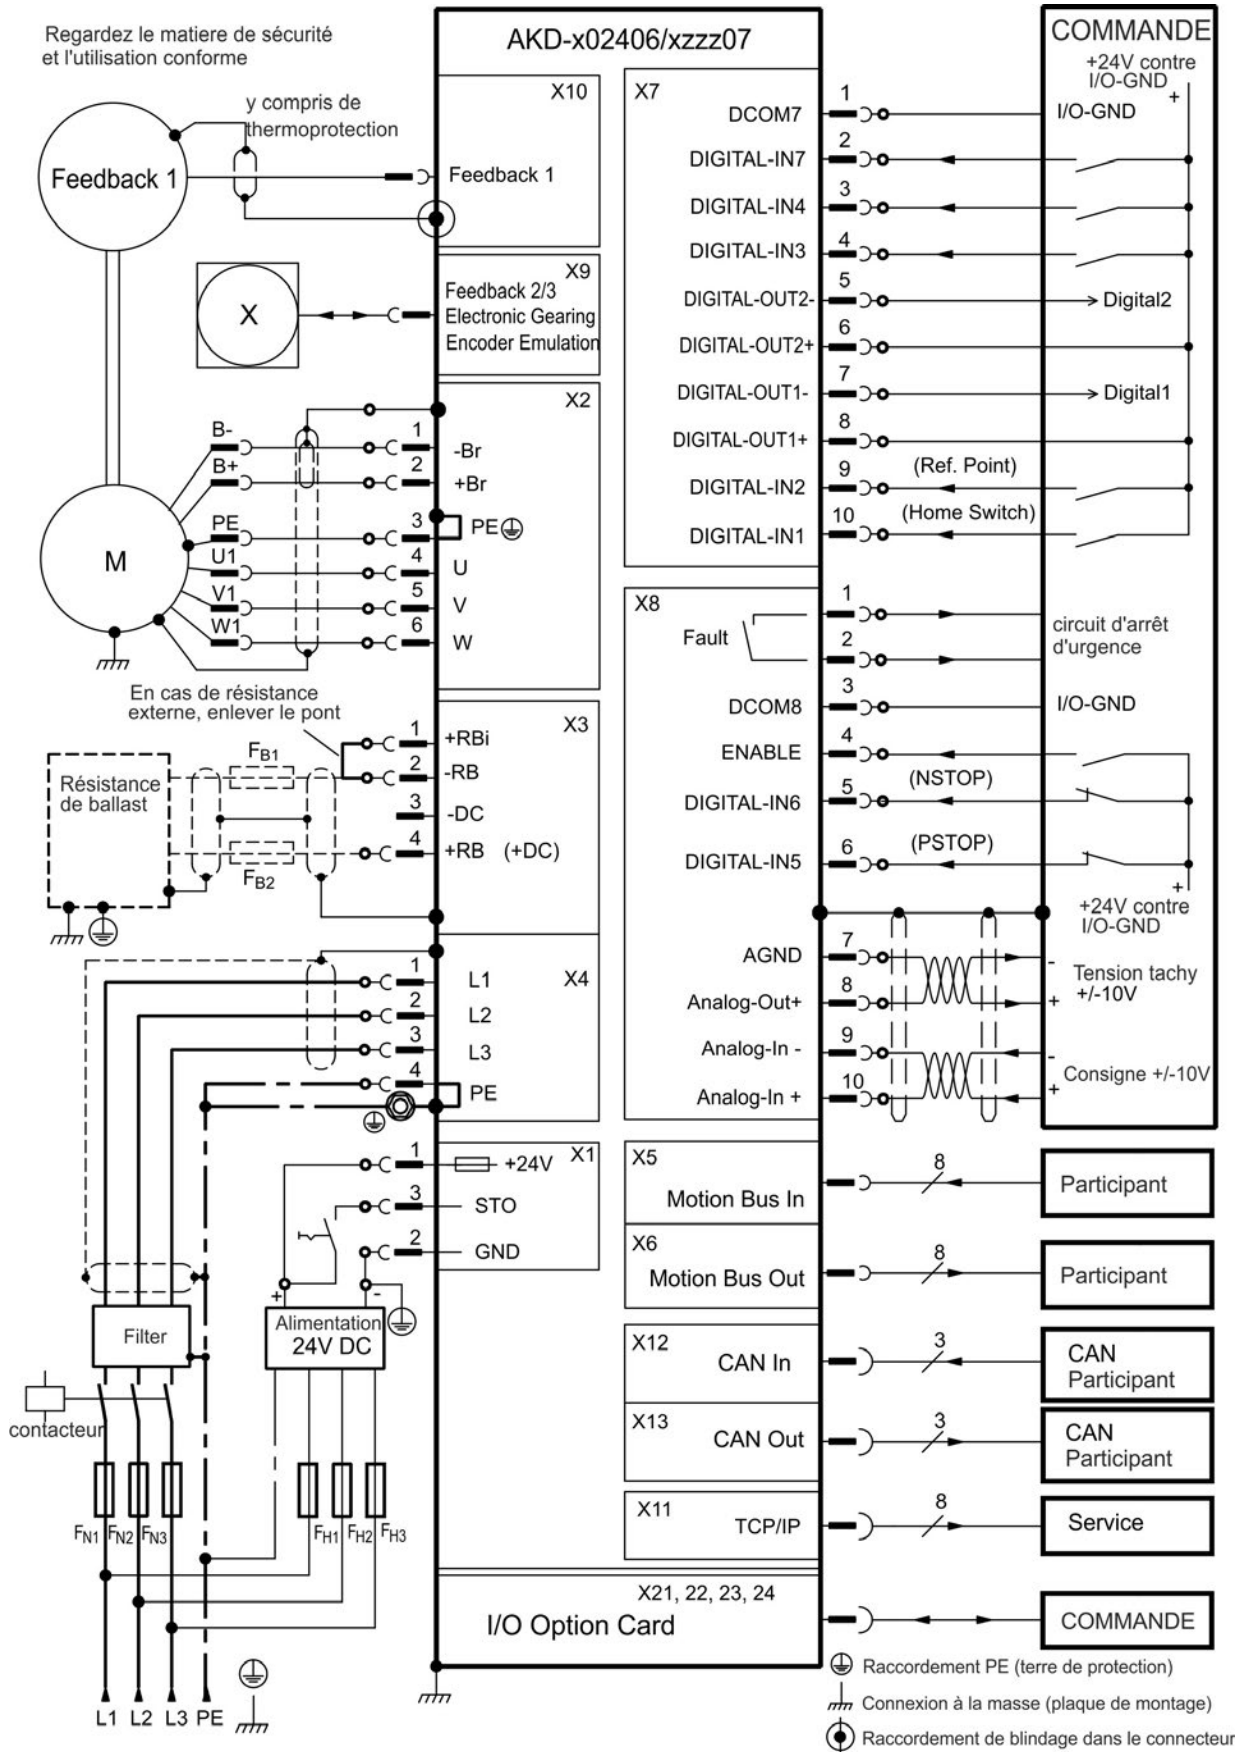 Regardez le matiere de sécurité
et l'utilisation conforme
AKD-x02406/xzzz07
COMMANDE
+24V contre
I/O-GND
+
y compris de
thermoprotection
Feedback 1
X10
Feedback 1
X
X9
Feedback 2/3
Electronic Gearing
Encoder Emulation
X2
B-
1
-Br
B+
2
+Br
PE
3
PE
U1
4
U
V1
5
V
W1
6
W
M
En cas de résistance
externe, enlever le pont
X3
1
+RBi
2
-RB
3
-DC
4
+RB (+DC)
FB1
FB2
Résistance
de ballast
X4
1
L1
2
L2
3
L3
4
PE
X1
1
+24V
3
STO
2
GND
+
-
Alimentation
24V DC
Filter
contacteur
FN1
FN2
FN3
FH1
FH2
FH3
L1
L2
L3
PE
X7
DCOM7
1
I/O-GND
DIGITAL-IN7
2
DIGITAL-IN4
3
DIGITAL-IN3
4
DIGITAL-OUT2-
5
Digital2
DIGITAL-OUT2+
6
DIGITAL-OUT1-
7
Digital1
DIGITAL-OUT1+
8
DIGITAL-IN2
9
(Ref. Point)
DIGITAL-IN1
10
(Home Switch)
X8
Fault
1
2
circuit d'arrêt
d'urgence
DCOM8
3
I/O-GND
ENABLE
4
DIGITAL-IN6
5
(NSTOP)
DIGITAL-IN5
6
(PSTOP)
+
+24V contre
I/O-GND
AGND
7
-
Analog-Out+
8
+
Tension tachy
+/-10V
Analog-In -
9
-
Analog-In +
10
+
Consigne +/-10V
X5
Motion Bus In
8
Participant
X6
Motion Bus Out
8
Participant
X12
CAN In
3
CAN
Participant
X13
CAN Out
3
CAN
Participant
X11
TCP/IP
8
Service
X21, 22, 23, 24
I/O Option Card
COMMANDE
Raccordement PE (terre de protection)
Connexion à la masse (plaque de montage)
Raccordement de blindage dans le connecteur